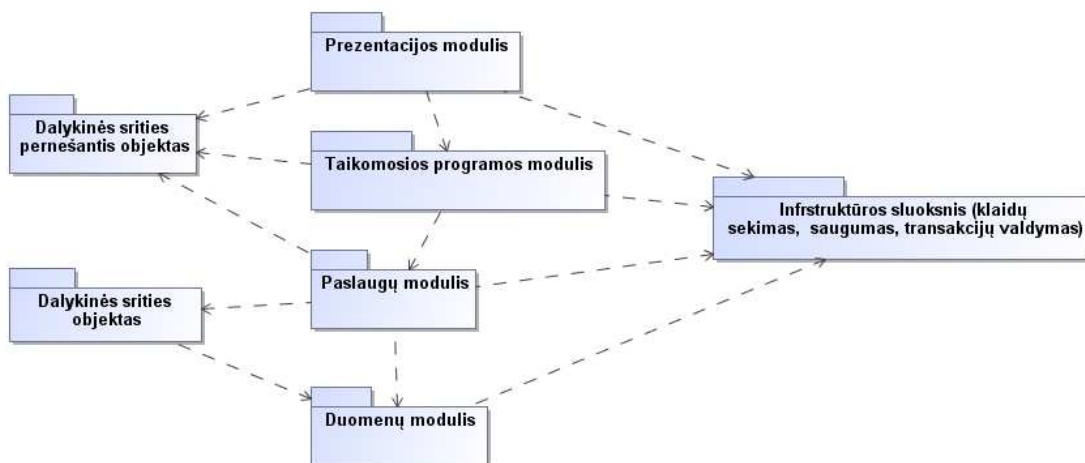 Prezentacijos modulis
Dalykinės srities
pernešantis objektas
Taikomosios programos modulis
Infrstruktūros sluoksnis (klaidų
sekimas, saugumas, transakcijų valdymas)
Paslaugų modulis
Dalykinės srities
objektas
Duomenų modulis